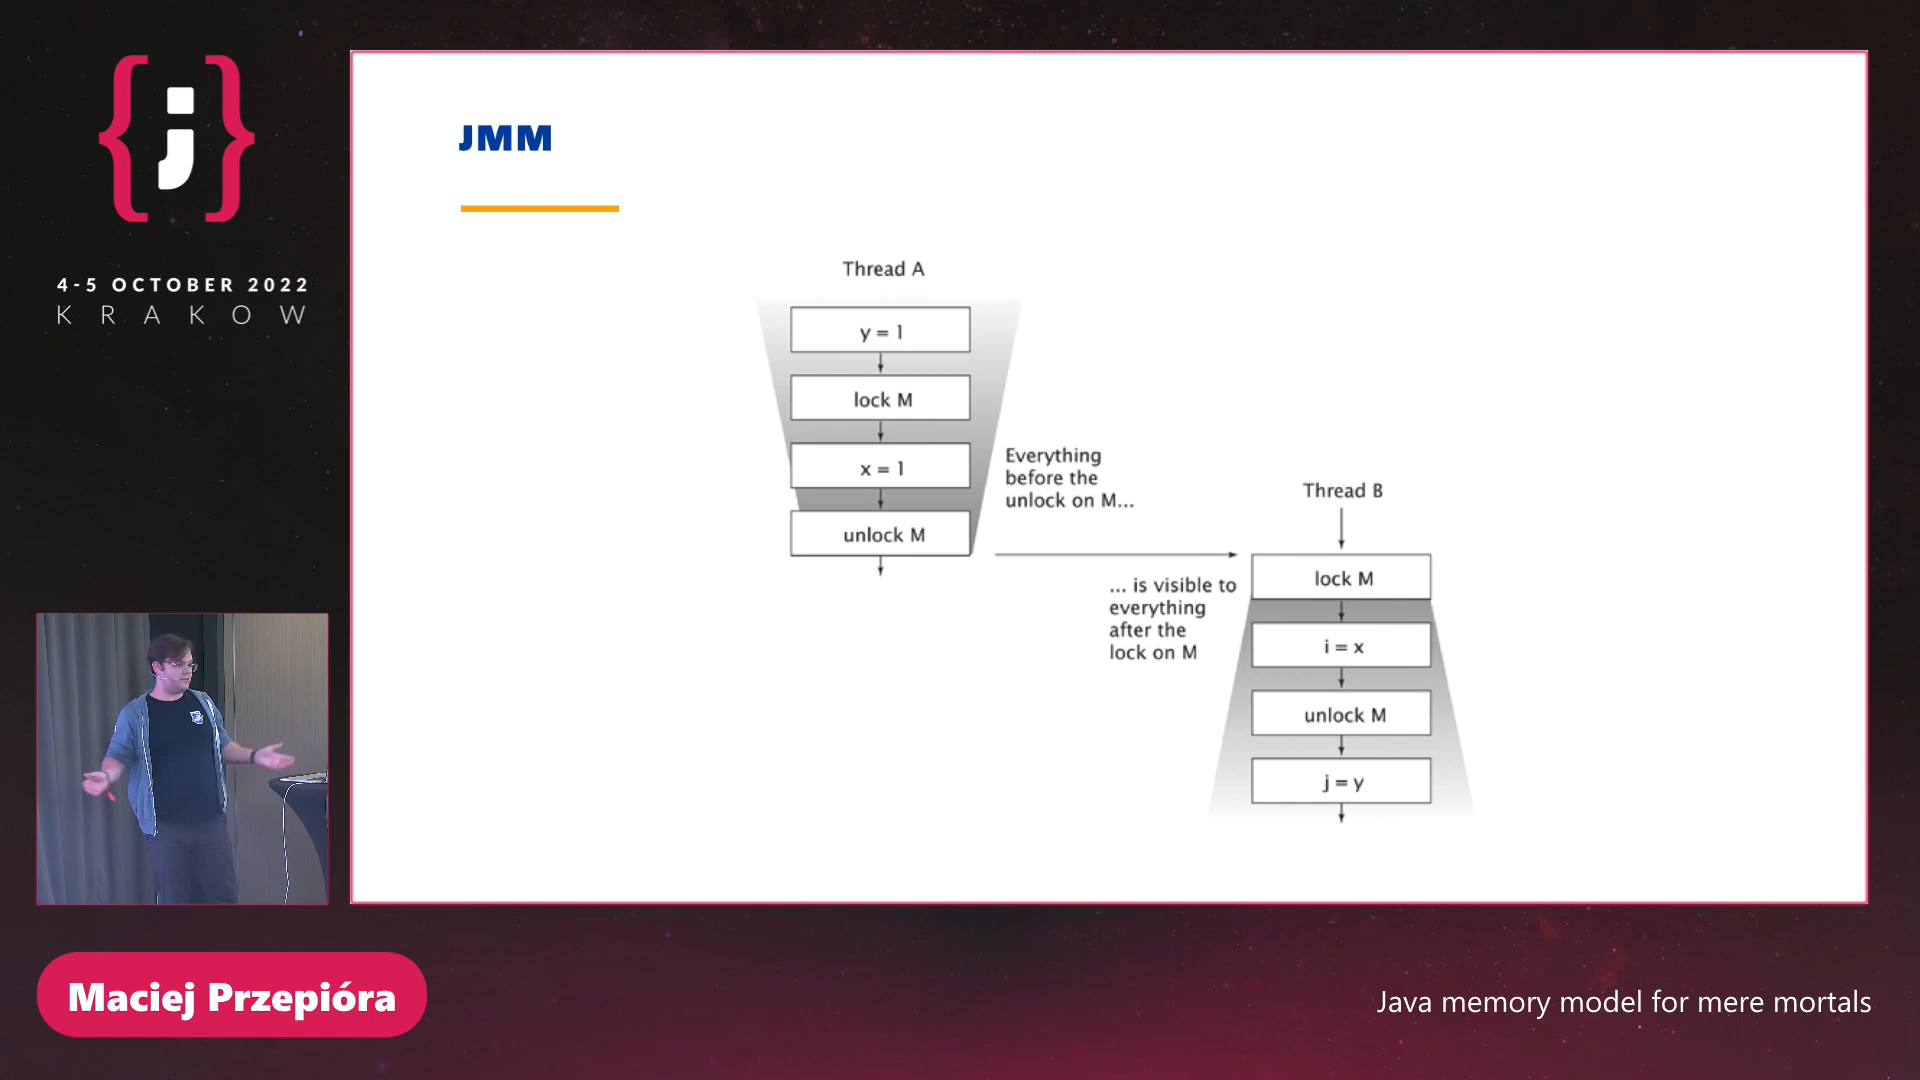 {j}
4-5 OCTOBER 2022
KRAKOW
JMM
Thread A
y = 1
lock M
x = 1
unlock M
Everything
before the
unlock on M...
Thread B
... is visible to
everything
after the
lock on M
lock M
i = x
unlock M
j = y
Maciej Przepióra
Java memory model for mere mortals